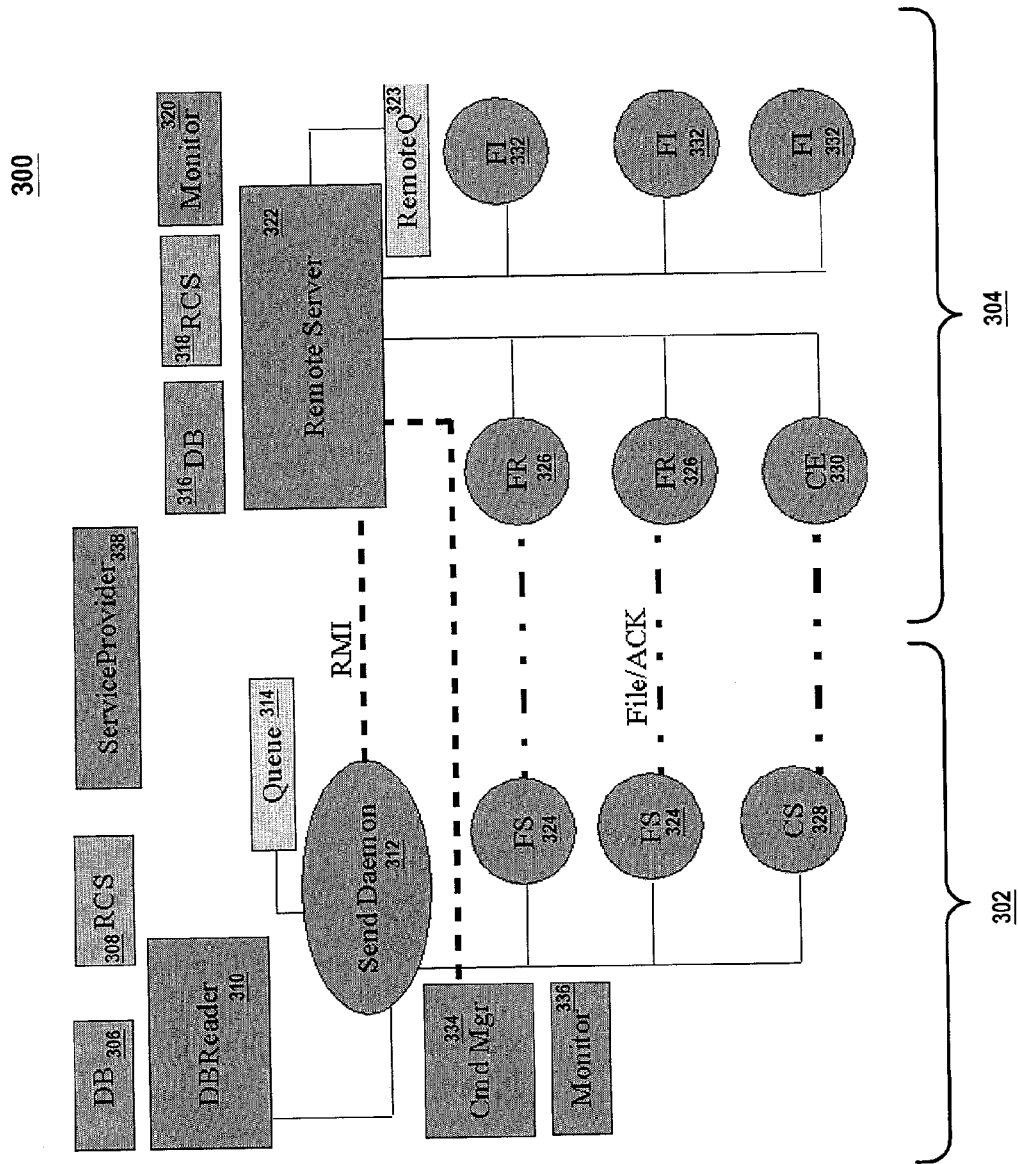 300
DB 306
308 RCS
ServiceProvider 338
316 DB
318 RCS
320
Monitor
DBReader
310
Queue 314
Send Daemon
312
RMI
Remote Server
322
RemoteQ 323
334
Cmd Mgr
336
Monitor
FS
324
FR
326
FI
332
FS
324
File/ACK
FR
326
FI
332
CS
328
CE
330
FI
332
302
304